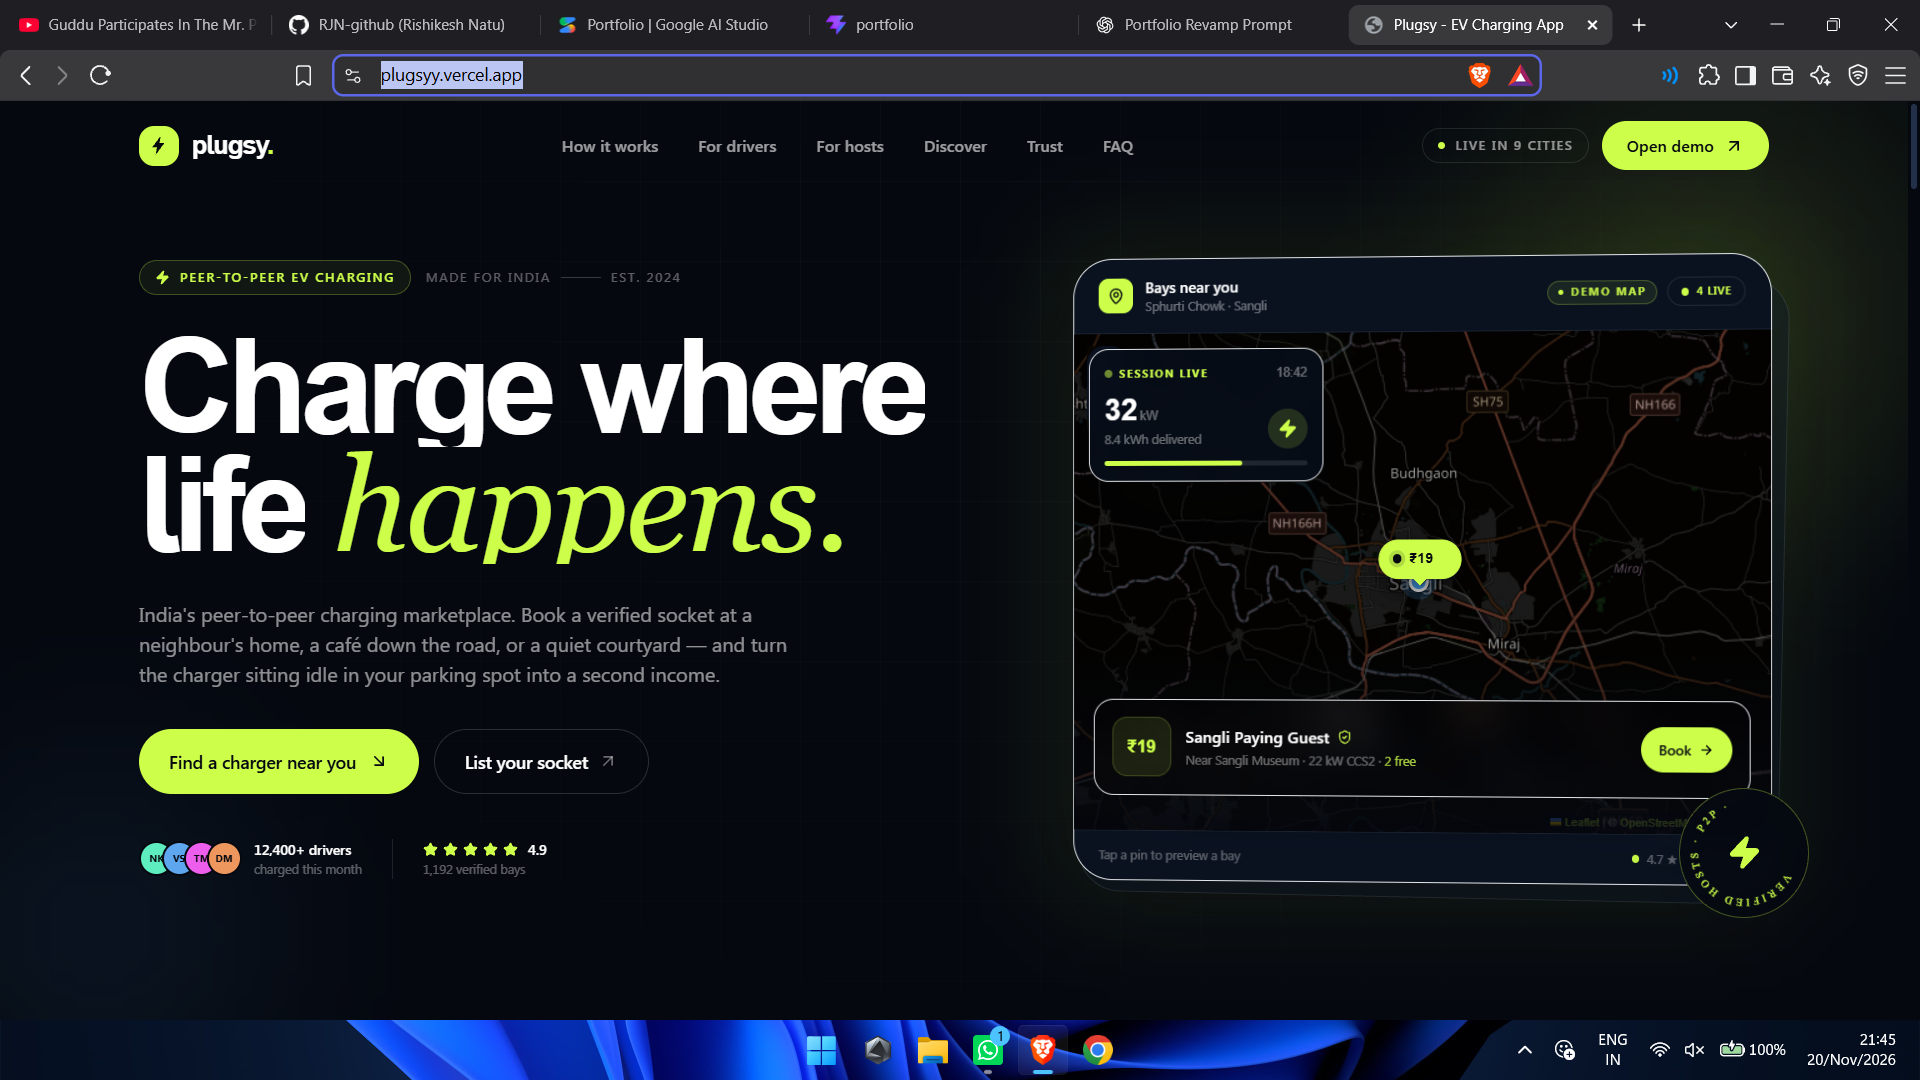 Guddu Participates In The Mr. P
RJN-github (Rishikesh Natu)
Portfolio | Google AI Studio
portfolio
Portfolio Revamp Prompt
Plugsy - EV Charging App
plugsyy.vercel.app
plugsy.
How it works
For drivers
For hosts
Discover
Trust
FAQ
LIVE IN 9 CITIES
Open demo
PEER-TO-PEER EV CHARGING
MADE FOR INDIA
EST. 2024
Charge where
life happens.
India's peer-to-peer charging marketplace. Book a verified socket at a
neighbour's home, a café down the road, or a quiet courtyard — and turn
the charger sitting idle in your parking spot into a second income.
Find a charger near you
List your socket
NK
VS
TM
DM
12,400+ drivers
charged this month
4.9
1,192 verified bays
Bays near you
Sphurti Chowk · Sangli
DEMO MAP
4 LIVE
SESSION LIVE
18:42
32 kW
8.4 kWh delivered
SH75
NH166
Budhgaon
NH166H
₹19
Sangli
Miraj
Miraj
₹19
Sangli Paying Guest
Near Sangli Museum · 22 kW CCS2 · 2 free
Book
Leaflet | © OpenStreetM
Tap a pin to preview a bay
4.7 ★
VERIFIED HOSTS · P2P ·
1
ENG
IN
100%
21:45
20/Nov/2026